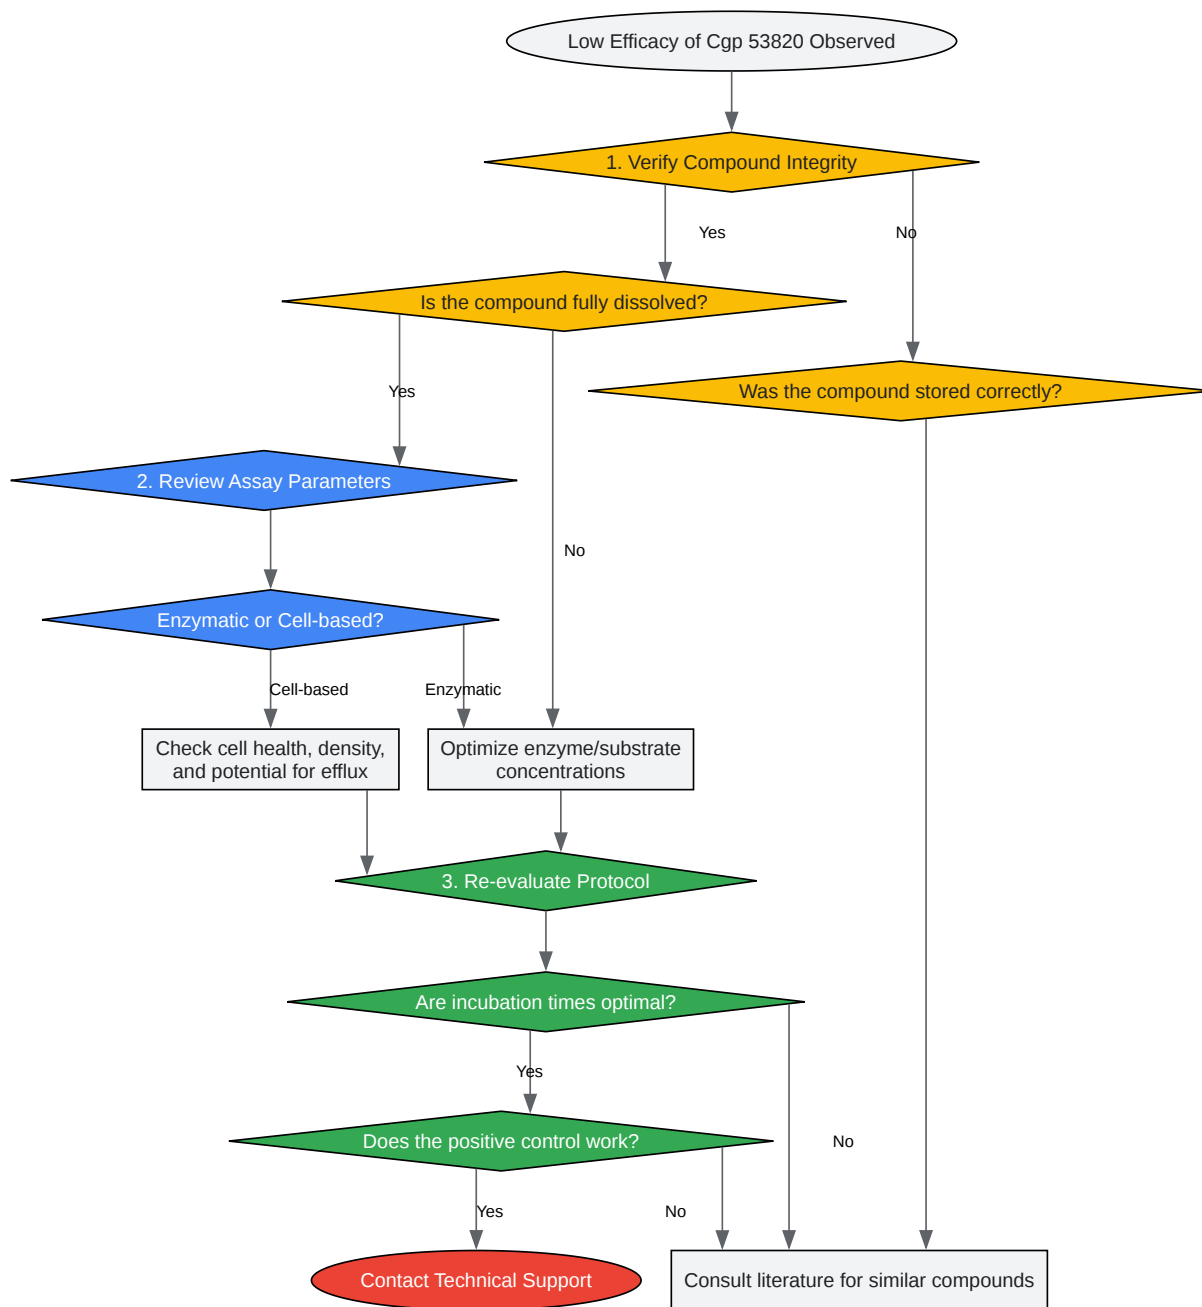 Low Efficacy of Cgp 53820 Observed
1. Verify Compound Integrity
Yes
No
Is the compound fully dissolved?
Yes
Was the compound stored correctly?
2. Review Assay Parameters
No
Enzymatic or Cell-based?
Cell-based
Enzymatic
Check cell health, density,
and potential for efflux
Optimize enzyme/substrate
concentrations
3. Re-evaluate Protocol
Are incubation times optimal?
Yes
Does the positive control work?
No
Yes
No
Contact Technical Support
Consult literature for similar compounds